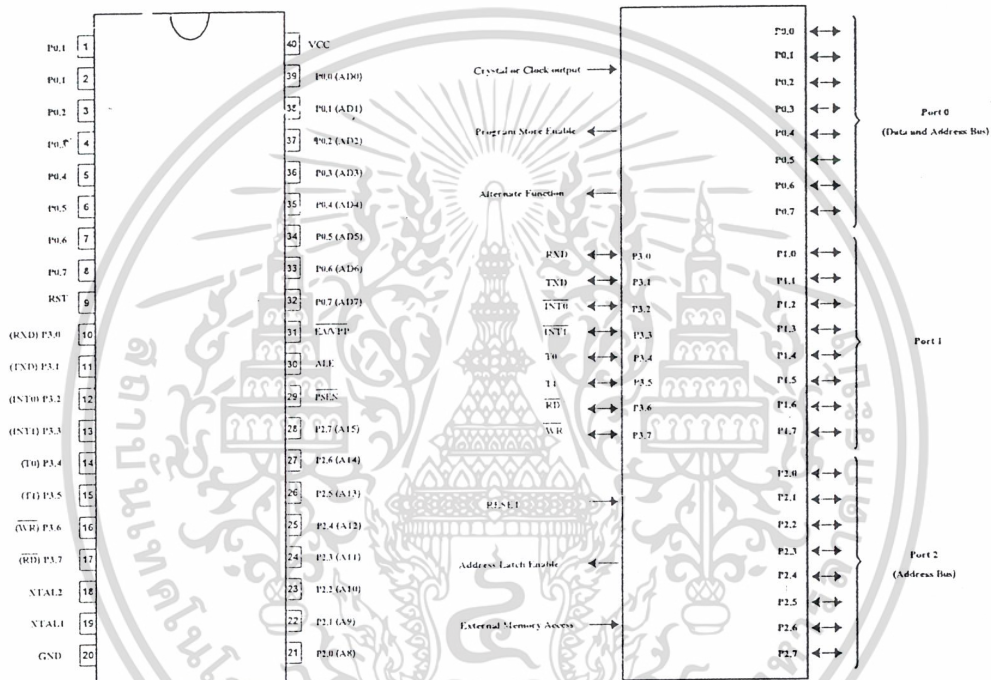 P0.1 1
P0.1 2
P0.2 3
P0.3 4
P0.4 5
P0.5 6
P0.6 7
P0.7 8
RST 9
(RXD) P3.0 10
(TXD) P3.1 11
(INT0) P3.2 12
(INT1) P3.3 13
(T0) P3.4 14
(T1) P3.5 15
(WR) P3.6 16
(RD) P3.7 17
XTAL2 18
XTAL1 19
GND 20
40 VCC
39 P0.0 (AD0)
38 P0.1 (AD1)
37 P0.2 (AD2)
36 P0.3 (AD3)
35 P0.4 (AD4)
34 P0.5 (AD5)
33 P0.6 (AD6)
32 P0.7 (AD7)
31 EA/VPP
30 ALE
29 PSEN
28 P2.7 (A15)
27 P2.6 (A14)
26 P2.5 (A13)
25 P2.4 (A12)
24 P2.3 (A11)
23 P2.2 (A10)
22 P2.1 (A9)
21 P2.0 (A8)
Crystal or Clock output
Program Store Enable
Alternate Function
RXD P3.0
TXD P3.1
INT0 P3.2
INT1 P3.3
T0 P3.4
T1 P3.5
RD P3.6
WR P3.7
RESET
Address Latch Enable
External Memory Access
P0.0
P0.1
P0.2
P0.3
P0.4
P0.5
P0.6
P0.7
Port 0
(Data and Address Bus)
P1.0
P1.1
P1.2
P1.3
P1.4
P1.5
P1.6
P1.7
Port 1
P2.0
P2.1
P2.2
P2.3
P2.4
P2.5
P2.6
P2.7
Port 2
(Address Bus)